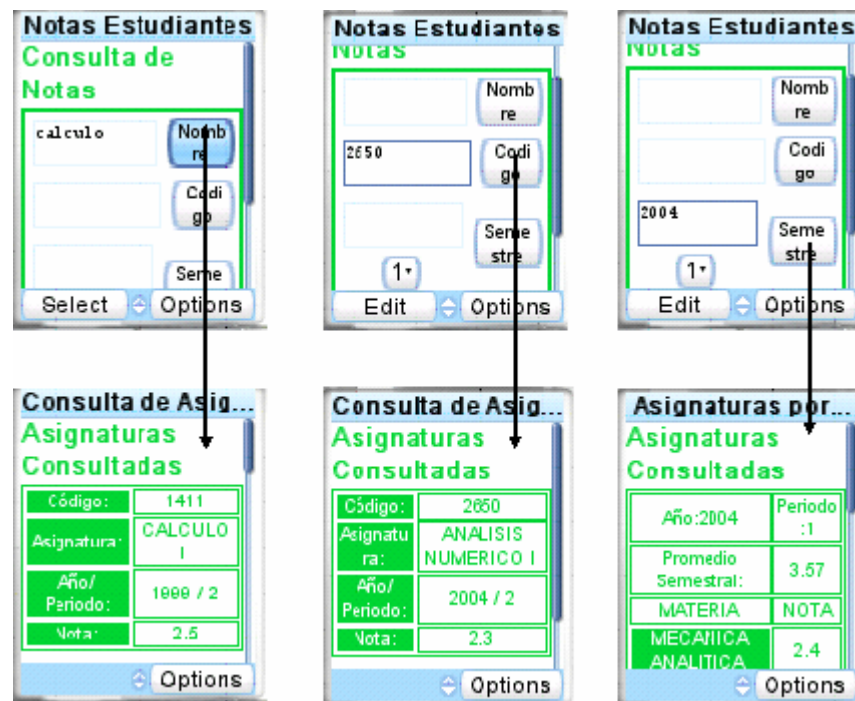 Notas Estudiantes
Consulta de
Notas
calculo
Nomb
re
Codi
go
Seme
Select
Options
Notas Estudiantes
Notas
Nomb
re
2650
Codi
go
Seme
stre
1
Edit
Options
Notas Estudiantes
Notas
Nomb
re
Codi
go
2004
Seme
stre
1
Edit
Options
Consulta de Asig...
Asignaturas
Consultadas
Código:
1411
Asignatura:
CALCULO
I
Año/
Periodo:
1999 / 2
Nota:
2.5
Options
Consulta de Asig...
Asignaturas
Consultadas
Código:
2650
Asignatu
ra:
ANALISIS
NUMERICO I
Año/
Periodo:
2004 / 2
Nota:
2.3
Options
Asignaturas por...
Asignaturas
Consultadas
Año:2004
Periodo
:1
Promedio
Semestral:
3.57
MATERIA
NOTA
MECANICA
ANALITICA
2.4
Options